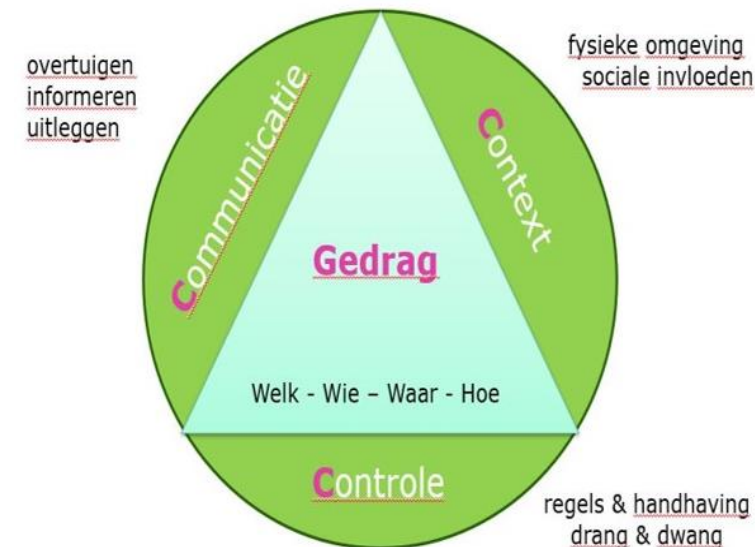 overtuigen
informeren
uitleggen
Communicatie
fysieke omgeving
sociale invloeden
Context
Gedrag
Welk - Wie – Waar - Hoe
Controle
regels & handhaving
drang & dwang